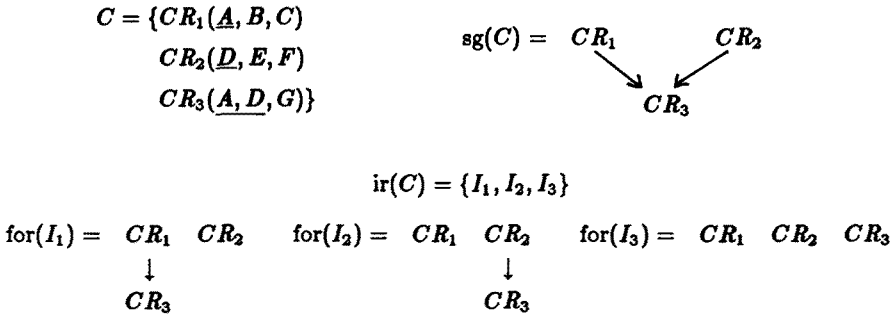 C = {CR₁(A, B, C)
CR₂(D, E, F)
CR₃(A, D, G)}
sg(C) = CR₁ CR₂
CR₃
ir(C) = {I₁, I₂, I₃}
for(I₁) = CR₁ CR₂ for(I₂) = CR₁ CR₂ for(I₃) = CR₁ CR₂ CR₃
↓ ↓
CR₃ CR₃